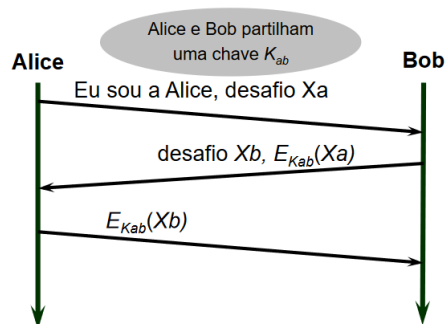 Alice e Bob partilham
uma chave Kab
Alice
Bob
Eu sou a Alice, desafio Xa
desafio Xb, EKab(Xa)
EKab(Xb)